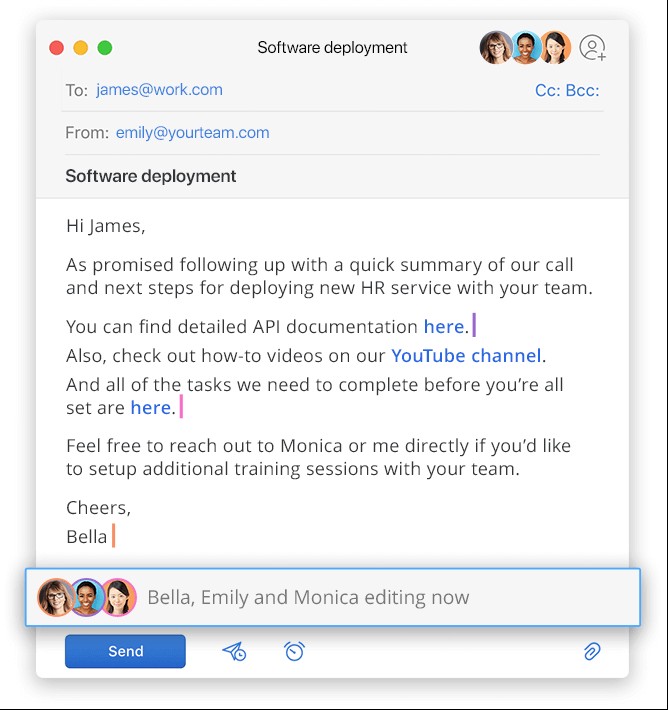 Software deployment
To: james@work.com Cc: Bcc:
From: emily@yourteam.com
Software deployment
Hi James,
As promised following up with a quick summary of our call
and next steps for deploying new HR service with your team.
You can find detailed API documentation here.
Also, check out how-to videos on our YouTube channel.
And all of the tasks we need to complete before you’re all
set are here.
Feel free to reach out to Monica or me directly if you’d like
to setup additional training sessions with your team.
Cheers,
Bella
Bella, Emily and Monica editing now
Send